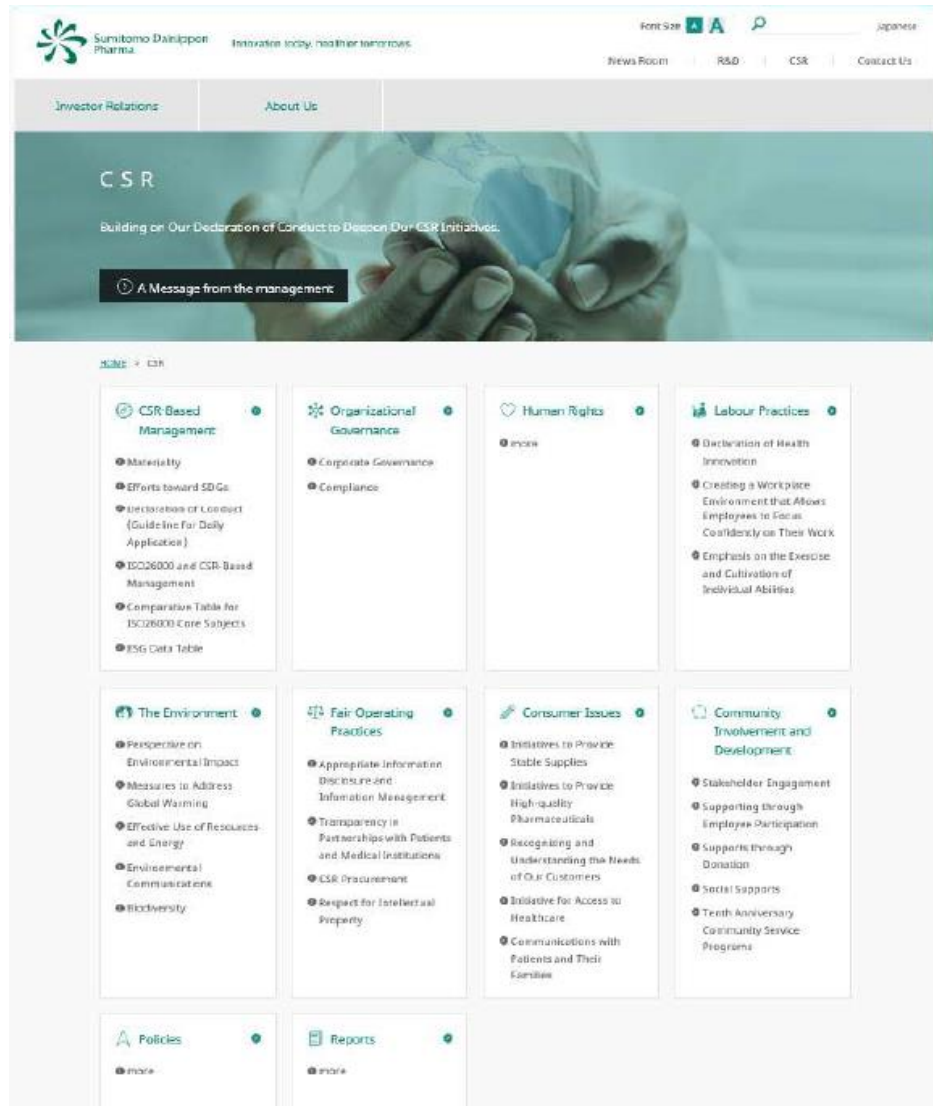 Sumitomo Dainippon
Pharma
Innovation today, healthier tomorrows
Font Size A A
Japanese
News Room
R&D
CSR
Contact Us
Investor Relations
About Us
CSR
Building on Our Declaration of Conduct to Deepen Our CSR Initiatives.
A Message from the management
HOME > CSR
CSR-Based
Management
Materiality
Efforts toward SDGs
Declaration of Conduct
(Guideline for Daily
Application)
ISO26000 and CSR-Based
Management
Comparative Table for
ISO26000 Core Subjects
ESG Data Table
Organizational
Governance
Corporate Governance
Compliance
Human Rights
more
Labour Practices
Declaration of Health
Innovation
Creating a Workplace
Environment that Allows
Employees to Focus
Confidently on Their Work
Emphasis on the Exercise
and Cultivation of
Individual Abilities
The Environment
Perspective on
Environmental Impact
Measures to Address
Global Warming
Effective Use of Resources
and Energy
Environmental
Communications
Biodiversity
Fair Operating
Practices
Appropriate Information
Disclosure and
Infomation Management
Transparency in
Partnerships with Patients
and Medical Institutions
CSR Procurement
Respect for Intellectual
Property
Consumer Issues
Initiatives to Provide
Stable Supplies
Initiatives to Provide
High-quality
Pharmaceuticals
Recognizing and
Understanding the Needs
of Our Customers
Initiative for Access to
Healthcare
Communications with
Patients and Their
Families
Community
Involvement and
Development
Stakeholder Engagement
Supporting through
Employee Participation
Supports through
Donation
Social Supports
Tenth Anniversary
Community Service
Programs
Policies
more
Reports
more